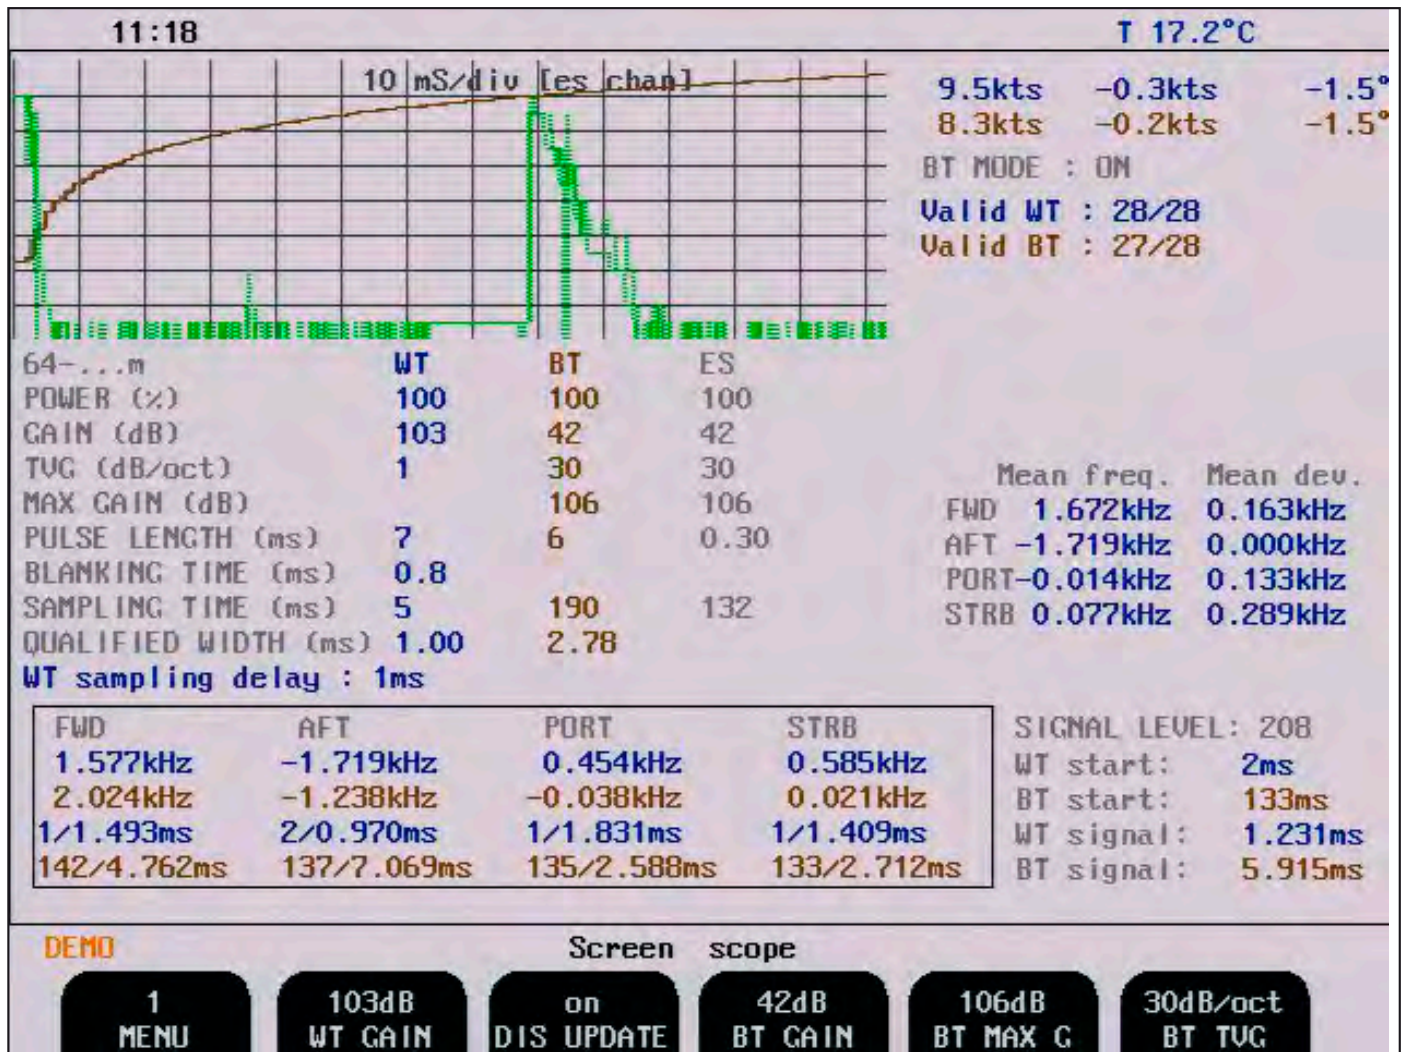 11:18 T 17.2°C
10 mS/div [es chan]
9.5kts -0.3kts -1.5°
8.3kts -0.2kts -1.5°
BT MODE : ON
Valid WT : 28/28
Valid BT : 27/28
64-...m WT BT ES
POWER (%) 100 100 100
GAIN (dB) 103 42 42
TVG (dB/oct) 1 30 30
MAX GAIN (dB) 106 106
PULSE LENGTH (ms) 7 6 0.30
BLANKING TIME (ms) 0.8
SAMPLING TIME (ms) 5 190 132
QUALIFIED WIDTH (ms) 1.00 2.78
WT sampling delay : 1ms
Mean freq. Mean dev.
FWD 1.672kHz 0.163kHz
AFT -1.719kHz 0.000kHz
PORT-0.014kHz 0.133kHz
STRB 0.077kHz 0.289kHz
FWD AFT PORT STRB
1.577kHz -1.719kHz 0.454kHz 0.585kHz
2.024kHz -1.238kHz -0.038kHz 0.021kHz
1/1.493ms 2/0.970ms 1/1.831ms 1/1.409ms
142/4.762ms 137/7.069ms 135/2.588ms 133/2.712ms
SIGNAL LEVEL: 208
WT start: 2ms
BT start: 133ms
WT signal: 1.231ms
BT signal: 5.915ms
DEMO Screen scope
1 103dB on 42dB 106dB 30dB/oct
MENU WT GAIN DIS UPDATE BT GAIN BT MAX G BT TVG